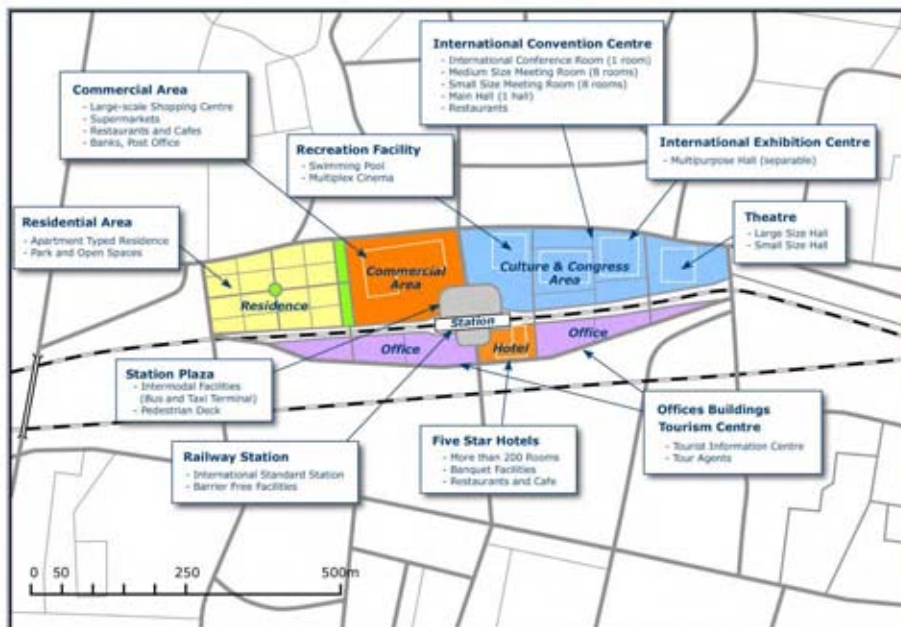 International Convention Centre
- International Conference Room (1 room)
- Medium Size Meeting Room (8 rooms)
- Small Size Meeting Room (8 rooms)
- Main Hall (1 hall)
- Restaurants
Commercial Area
- Large-scale Shopping Centre
- Supermarkets
- Restaurants and Cafes
- Banks, Post Office
Recreation Facility
- Swimming Pool
- Multiplex Cinema
International Exhibition Centre
- Multipurpose Hall (separable)
Residential Area
- Apartment Typed Residence
- Park and Open Spaces
Theatre
- Large Size Hall
- Small Size Hall
Commercial
Area
Culture & Congress
Area
Residence
Station
Office
Hotel
Office
Station Plaza
- Intermodal Facilities
(Bus and Taxi Terminal)
- Pedestrian Deck
Railway Station
- International Standard Station
- Barrier Free Facilities
Five Star Hotels
- More than 200 Rooms
- Banquet Facilities
- Restaurants and Cafe
Offices Buildings
Tourism Centre
- Tourist Information Centre
- Tour Agents
0 50 250 500m